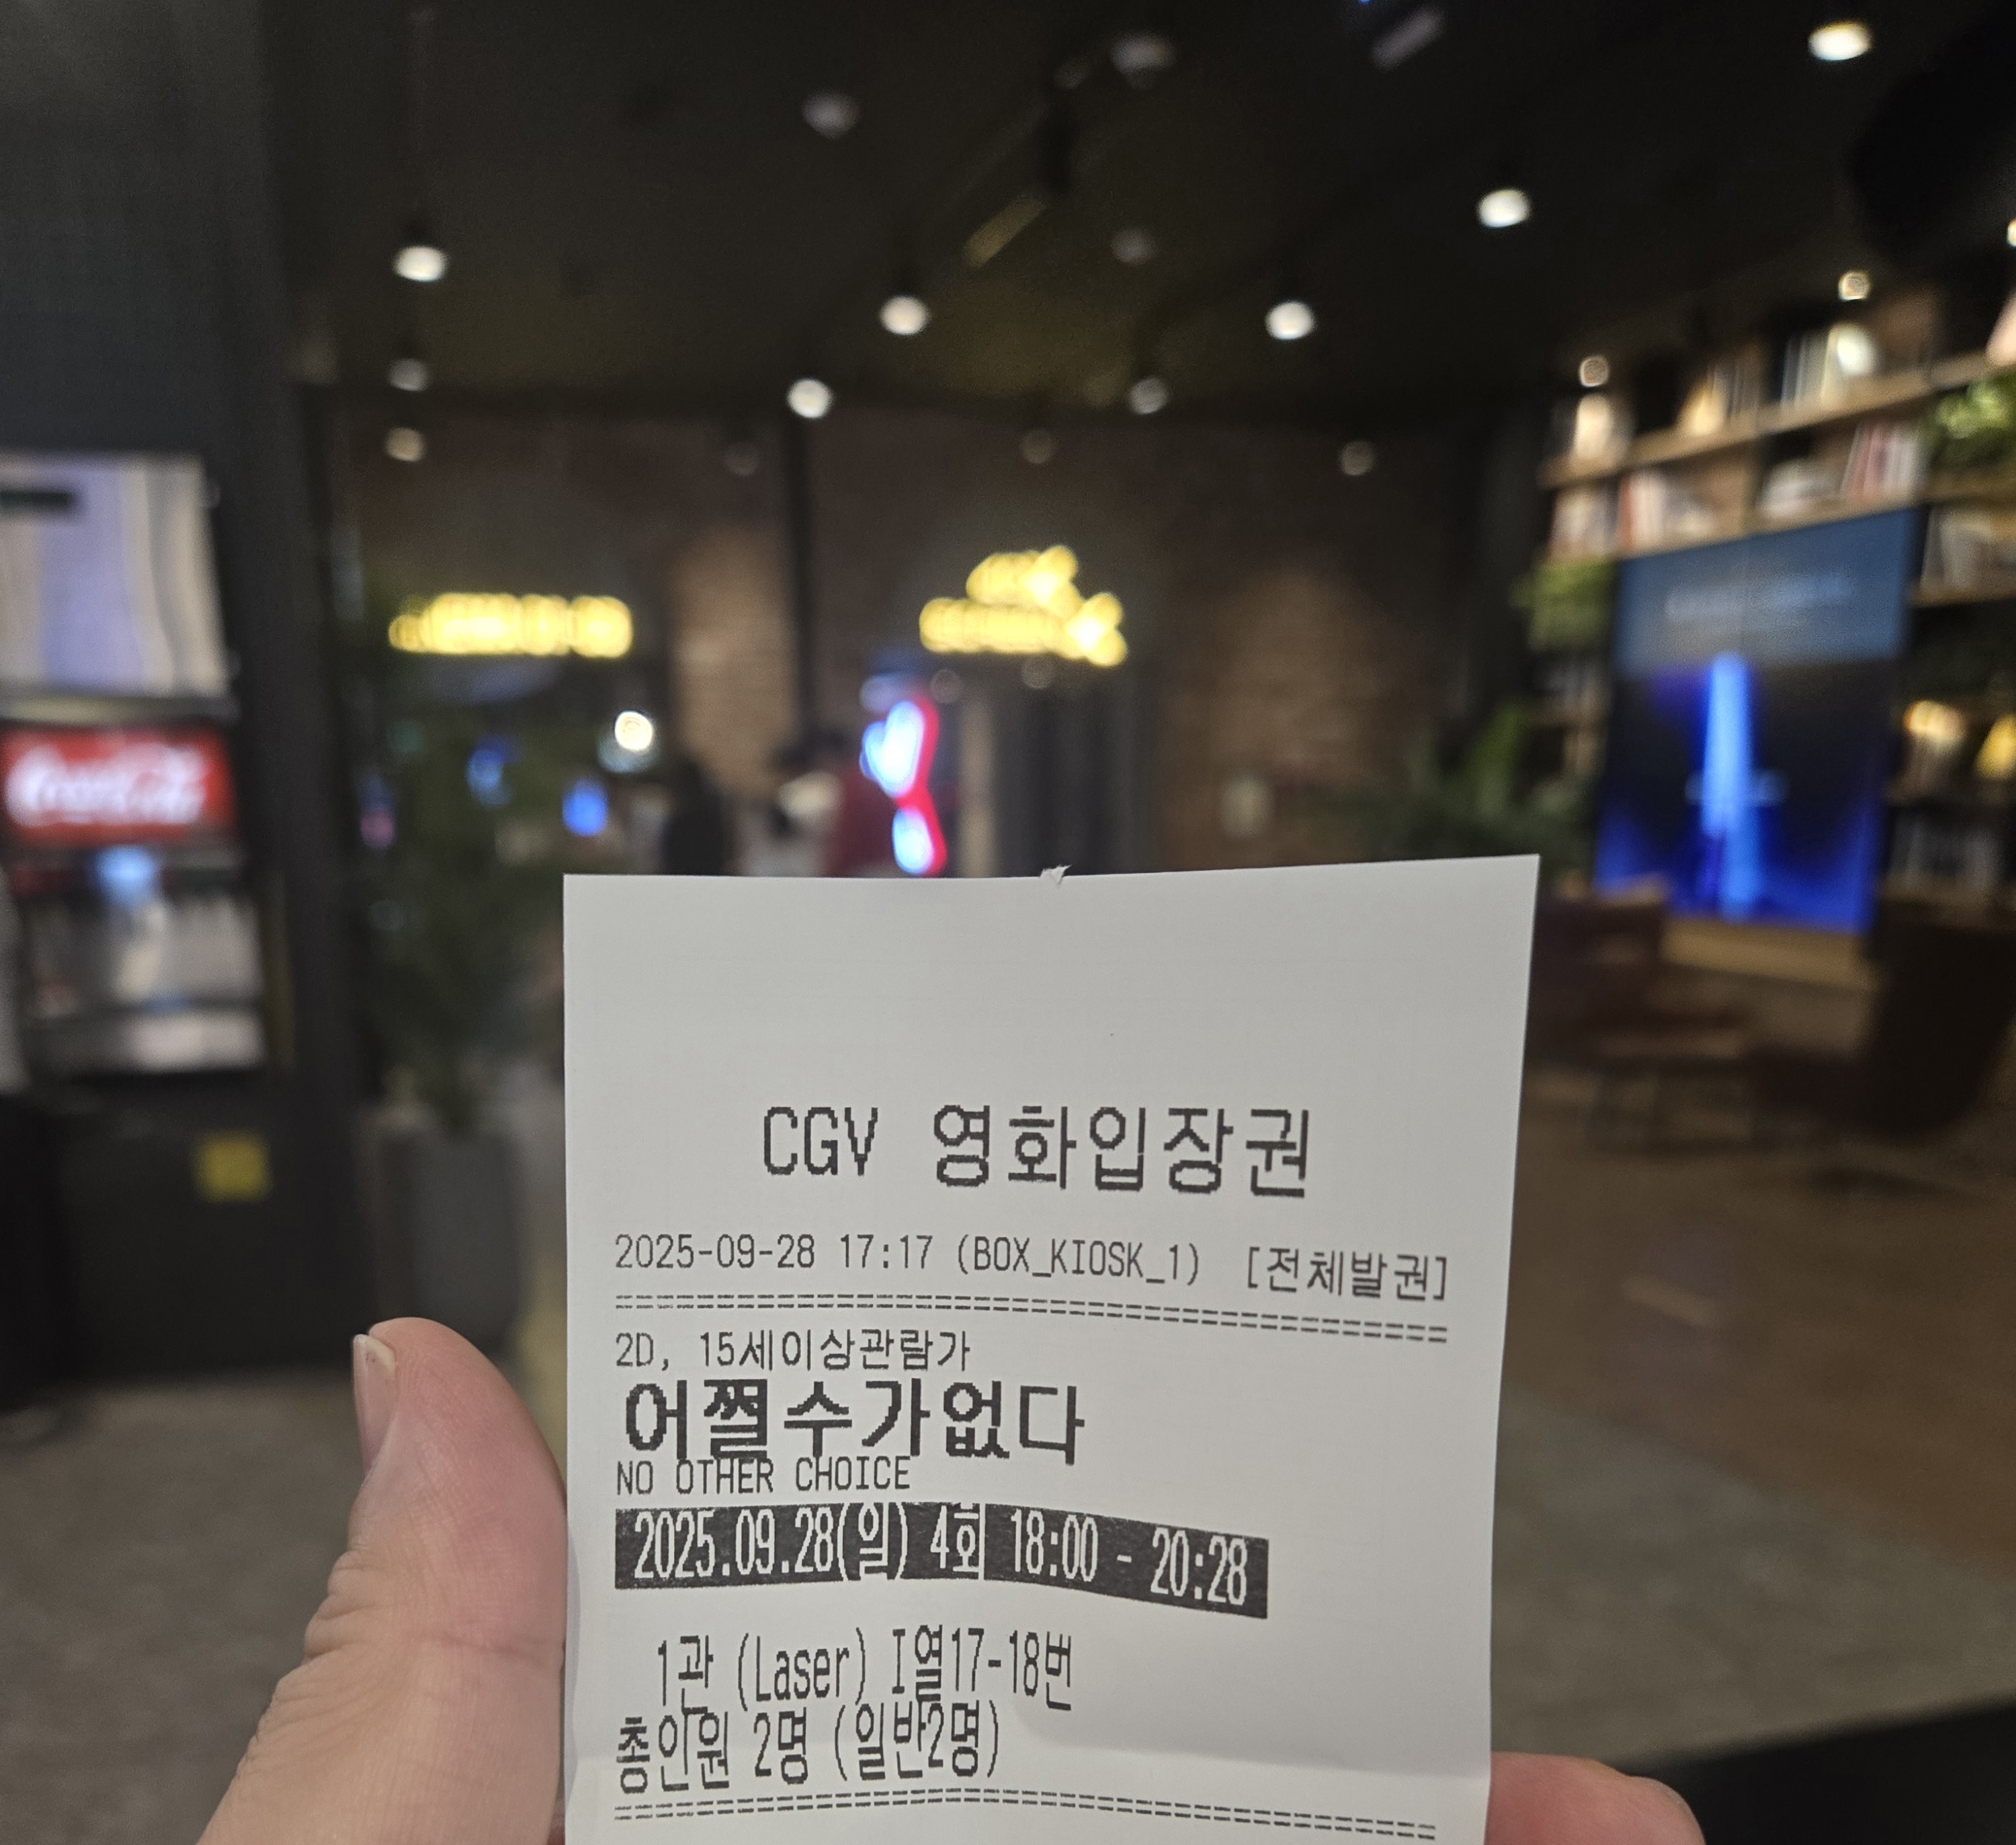 CGV 영화입장권
2025-09-28 17:17 (BOX_KIOSK_1) [전체발권]
2D, 15세이상관람가
어쩔수가없다
NO OTHER CHOICE
2025.09.28(일) 4회 18:00 - 20:28
1관 (Laser) I열17-18번
총인원 2명 (일반2명)
Coca-Cola